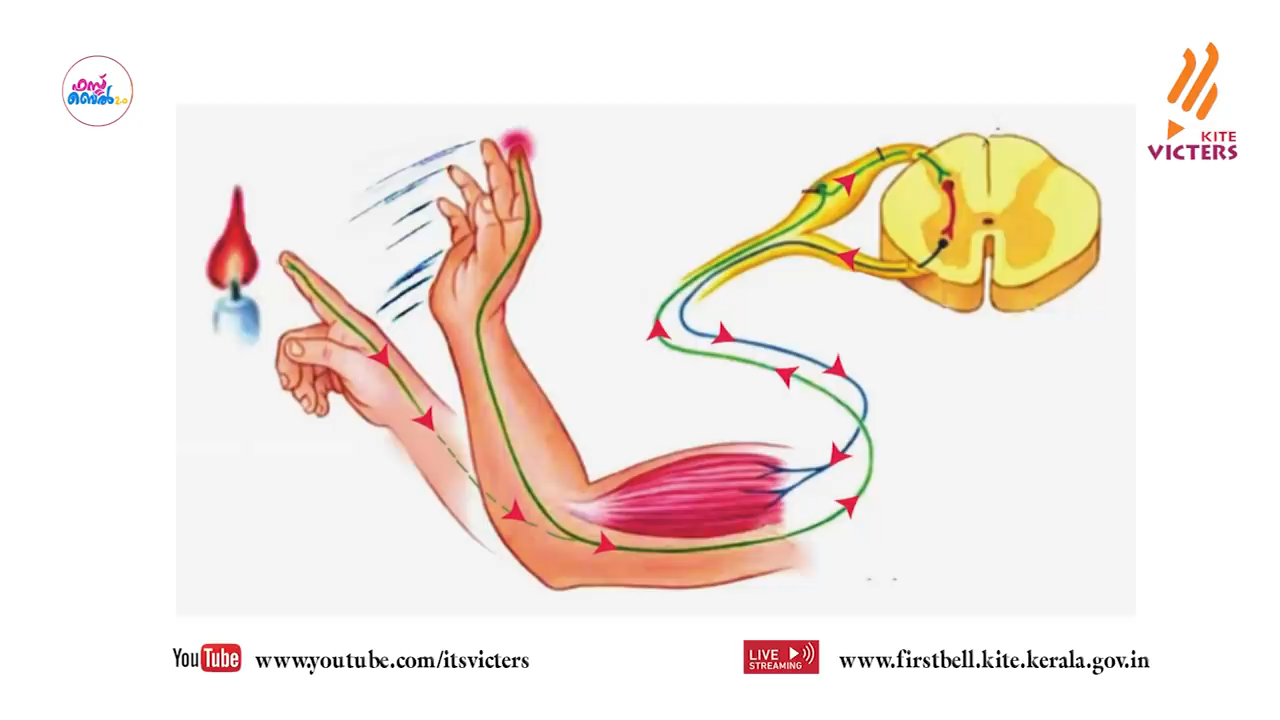 ഫസ്റ്റ്
ബെൽ 2.0
KITE
VICTERS
You Tube
www.youtube.com/itsvicters
LIVE
STREAMING
www.firstbell.kite.kerala.gov.in